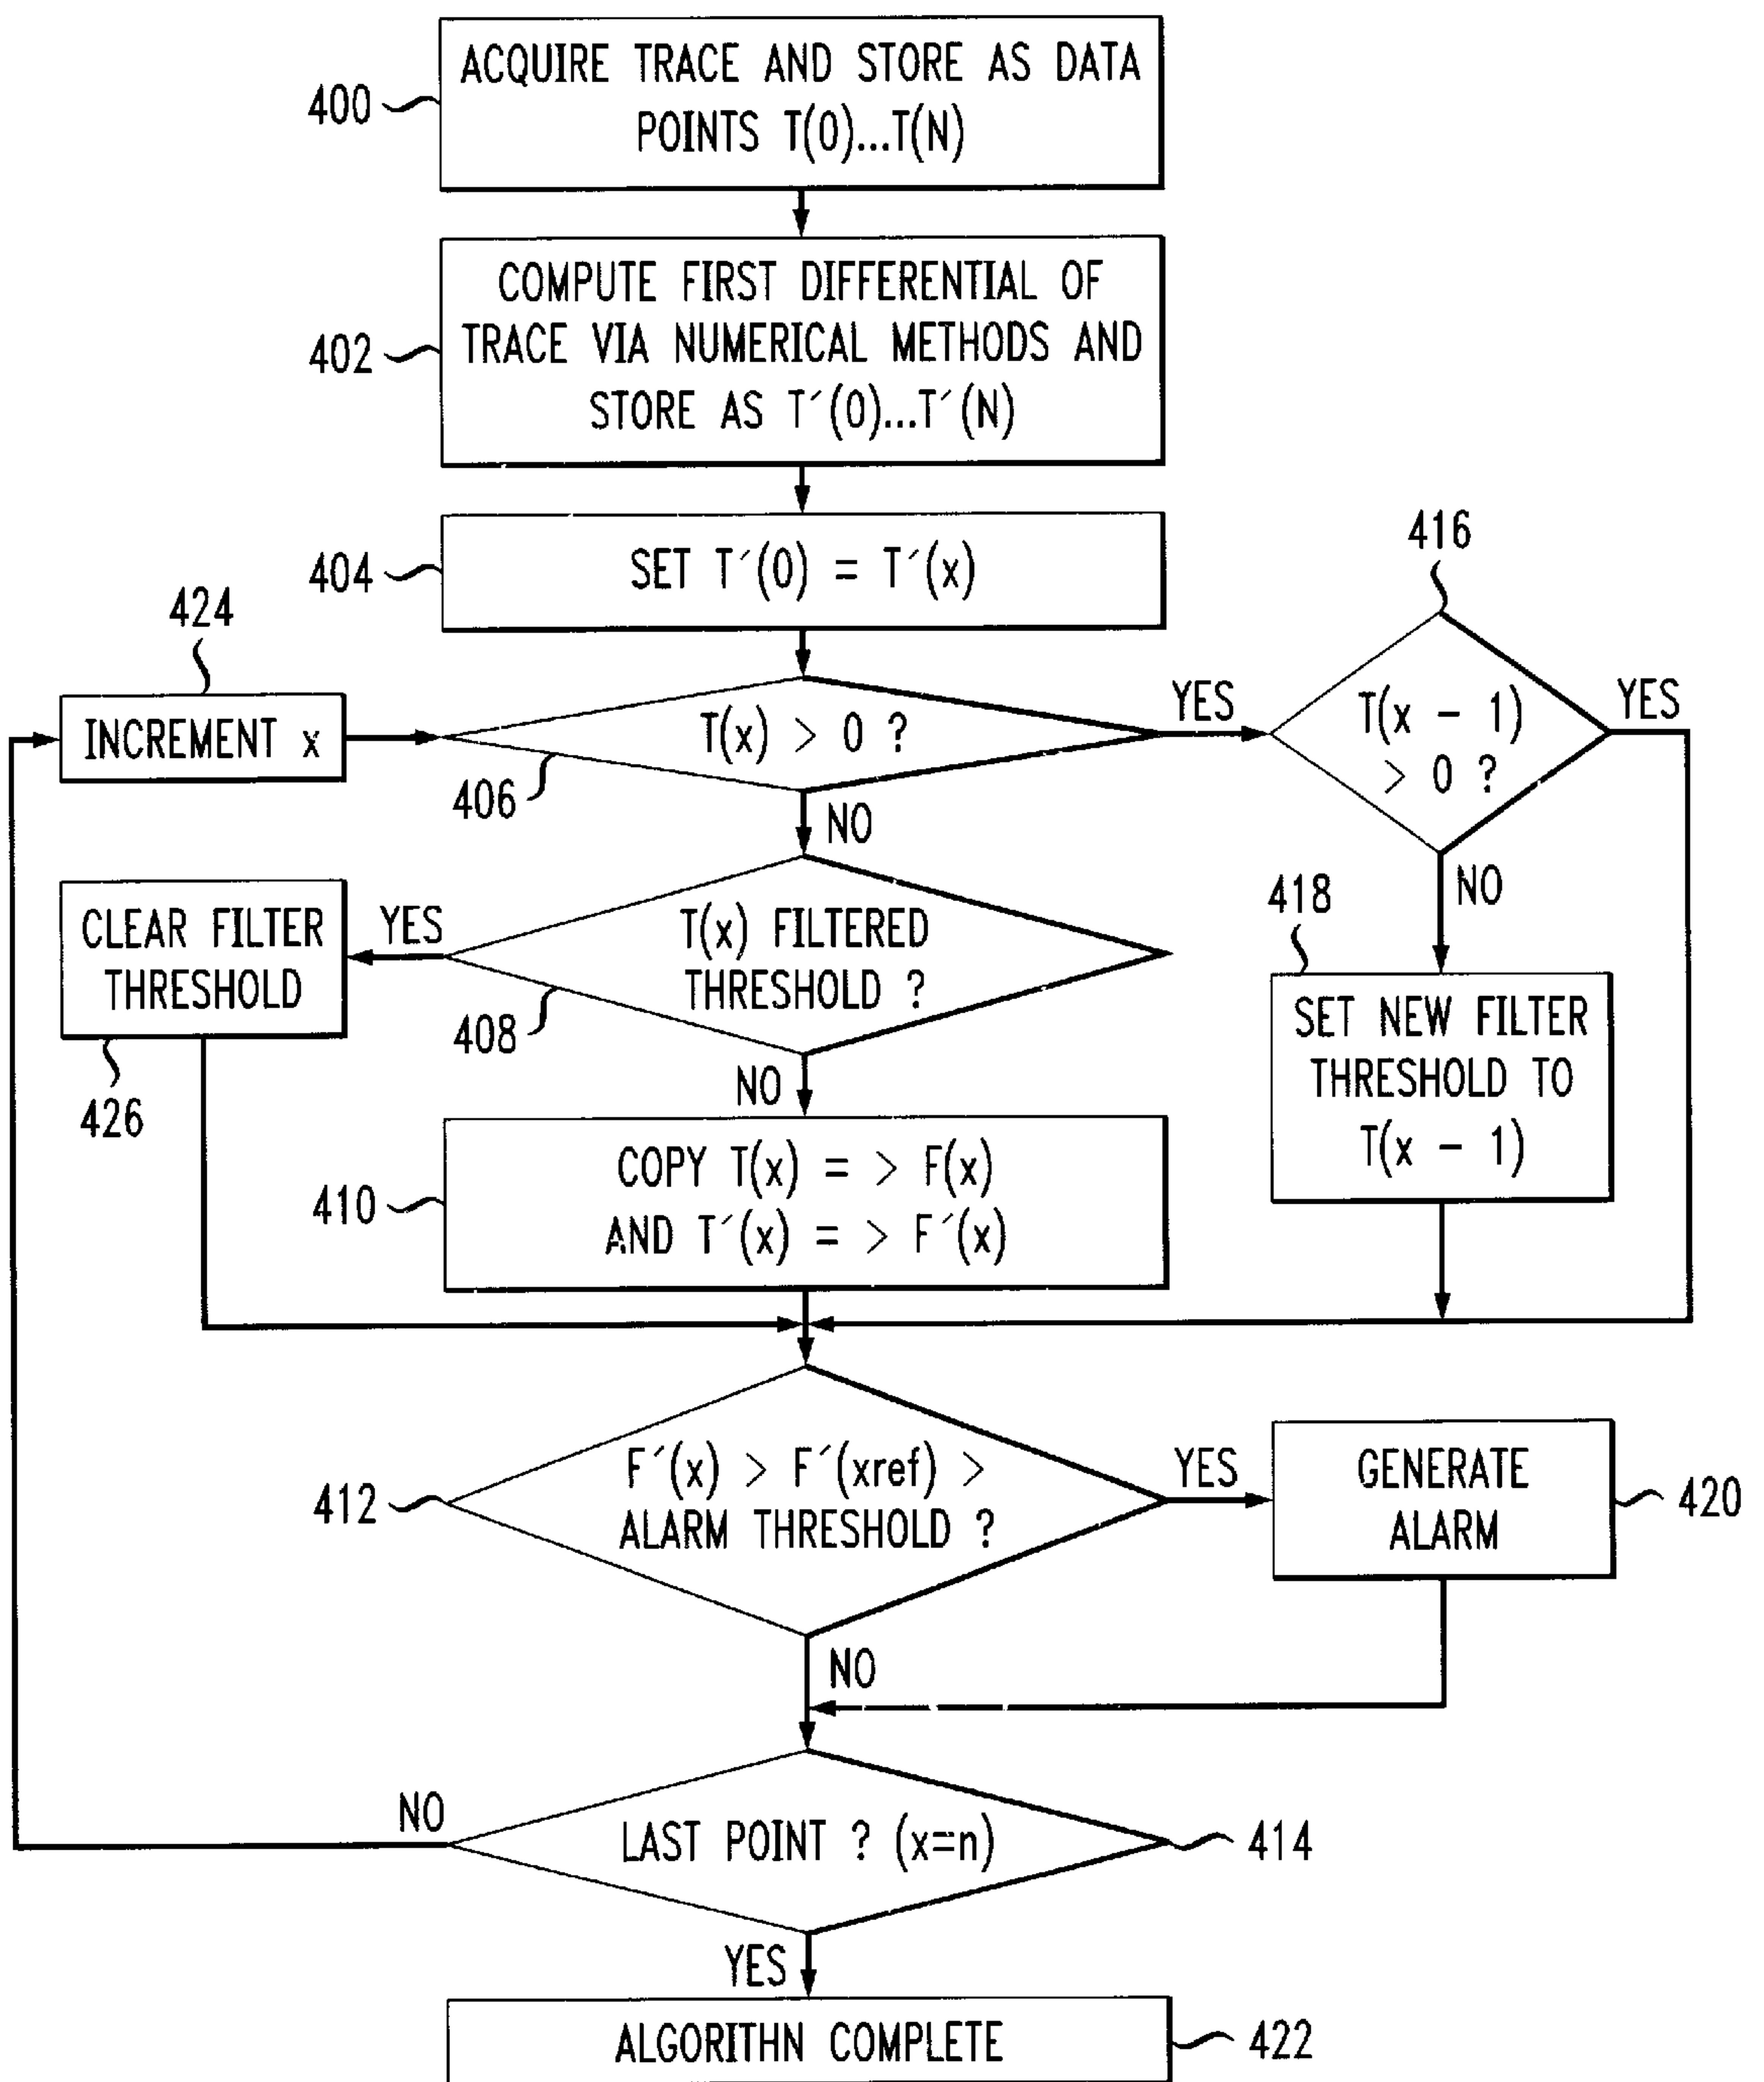 400
ACQUIRE TRACE AND STORE AS DATA
POINTS T(0)...T(N)
402
COMPUTE FIRST DIFFERENTIAL OF
TRACE VIA NUMERICAL METHODS AND
STORE AS T´(0)...T´(N)
404
SET T´(0) = T´(x)
416
424
INCREMENT x
T(x) > 0 ?
406
YES
T(x - 1)
> 0 ?
YES
NO
NO
CLEAR FILTER
THRESHOLD
426
YES
T(x) FILTERED
THRESHOLD ?
408
418
SET NEW FILTER
THRESHOLD TO
T(x - 1)
NO
410
COPY T(x) = > F(x)
AND T´(x) = > F´(x)
412
F´(x) > F´(xref) >
ALARM THRESHOLD ?
YES
GENERATE
ALARM
420
NO
NO
LAST POINT ? (x=n)
414
YES
ALGORITHN COMPLETE
422